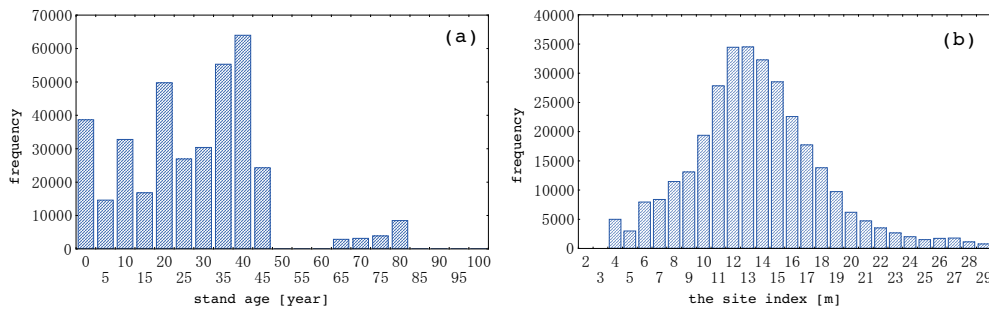 (a)
frequency
70000
60000
50000
40000
30000
20000
10000
0
0 10 20 30 40 50 60 70 80 90 100
5 15 25 35 45 55 65 75 85 95
stand age [year]
(b)
frequency
40000
35000
30000
25000
20000
15000
10000
5000
0
2 4 6 8 10 12 14 16 18 20 22 24 26 28
3 5 7 9 11 13 15 17 19 21 23 25 27 29
the site index [m]